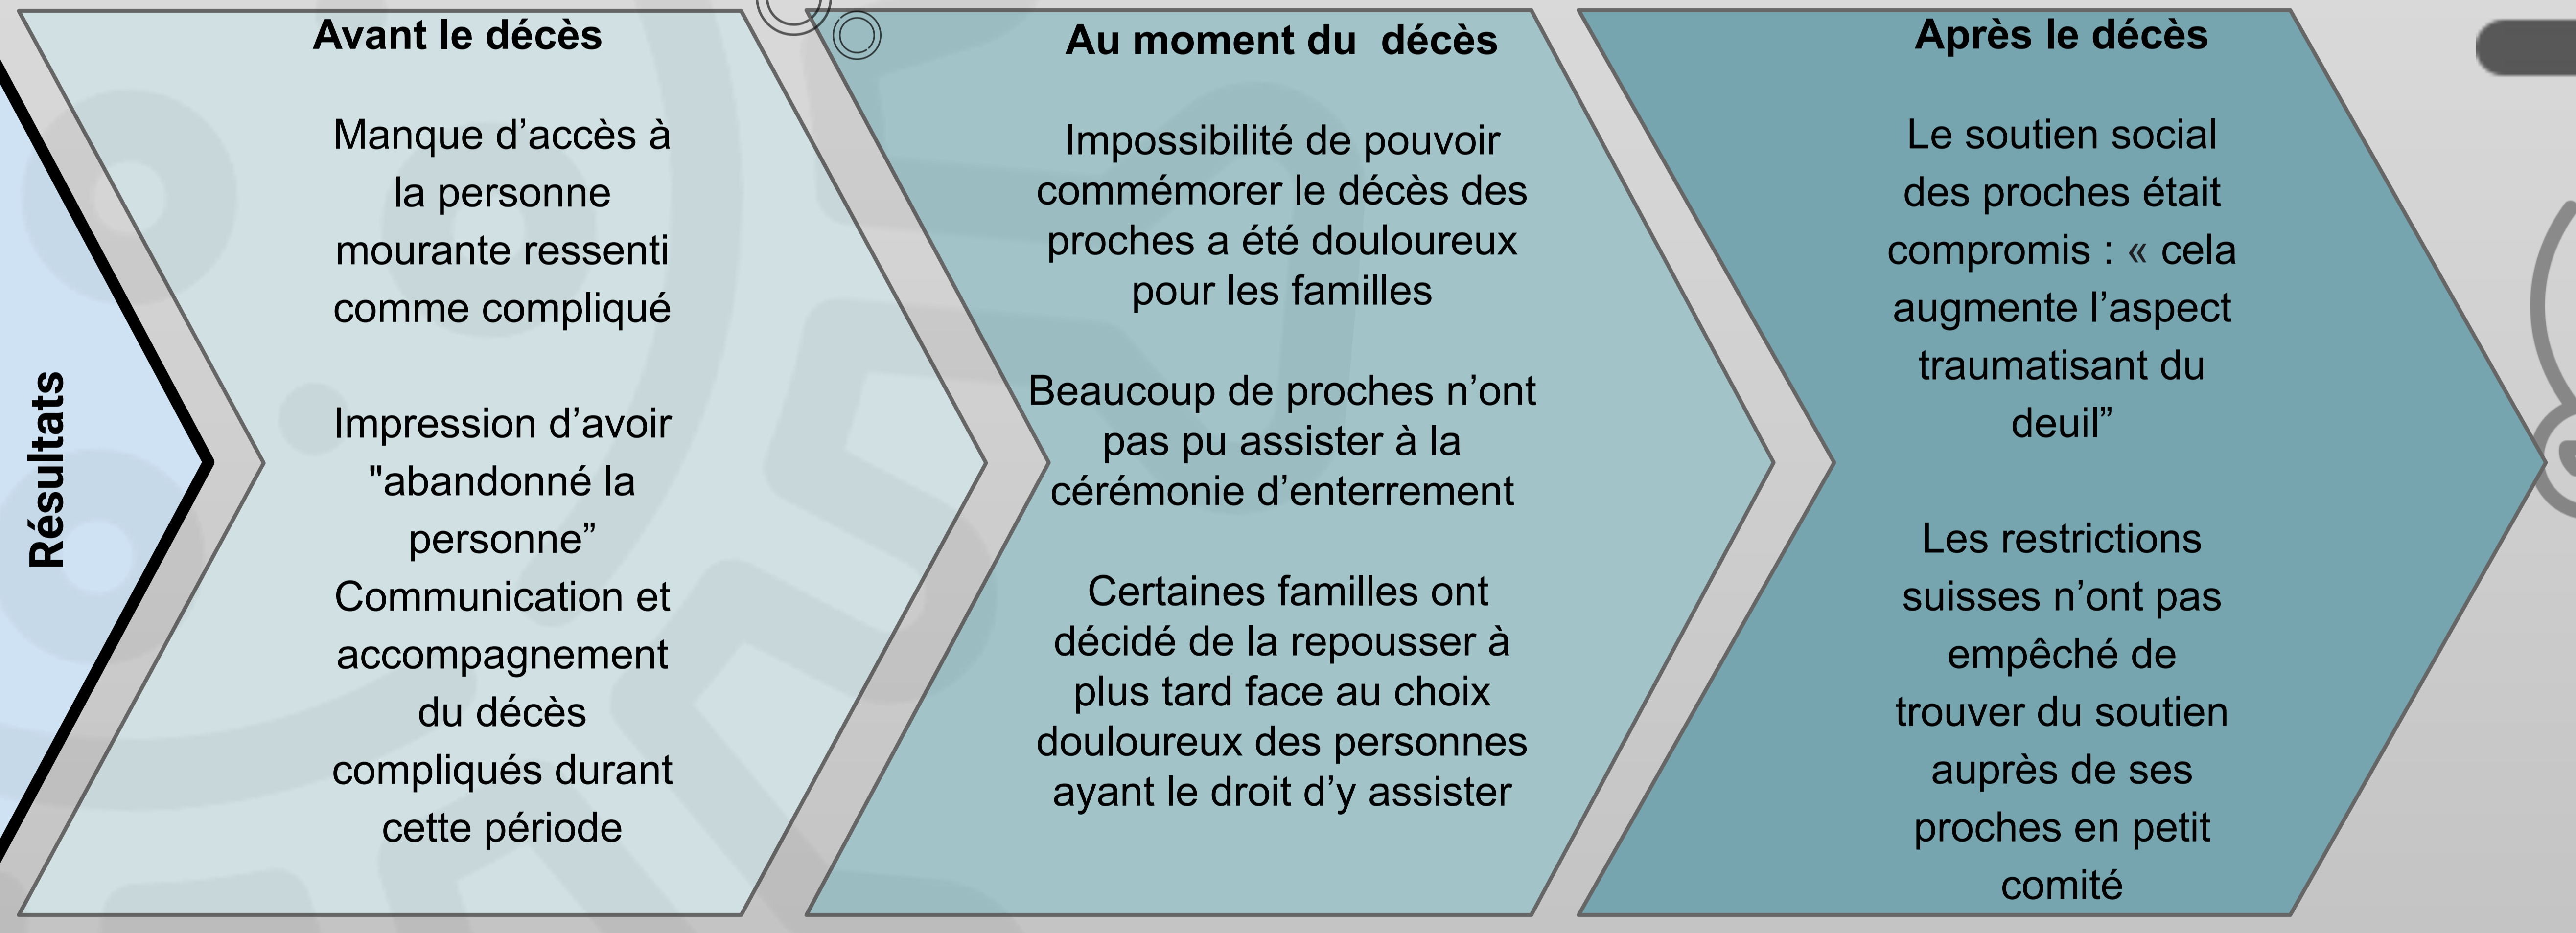 Résultats
Avant le décès
Manque d’accès à
la personne
mourante ressenti
comme compliqué
Impression d’avoir
"abandonné la
personne”
Communication et
accompagnement
du décès
compliqués durant
cette période
Au moment du  décès
Impossibilité de pouvoir
commémorer le décès des
proches a été douloureux
pour les familles
Beaucoup de proches n’ont
pas pu assister à la
cérémonie d’enterrement
Certaines familles ont
décidé de la repousser à
plus tard face au choix
douloureux des personnes
ayant le droit d’y assister
Après le décès
Le soutien social
des proches était
compromis : « cela
augmente l’aspect
traumatisant du
deuil”
Les restrictions
suisses n’ont pas
empêché de
trouver du soutien
auprès de ses
proches en petit
comité